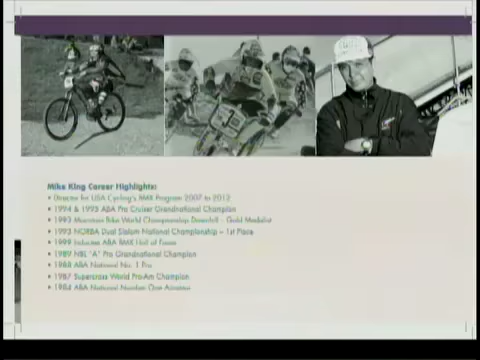 Mike King Career Highlights:
• Director for USA Cycling's BMX Program 2007 to 2012
• 1994 & 1995 ABA Pro Cruiser Grandnational Champion
• 1993 Mountain Bike World Championships Downhill - Gold Medalist
• 1993 NORBA Dual Slalom National Championship - 1st Place
• 1999 Inductee ABA BMX Hall of Fame
• 1989 NBL "A" Pro Grandnational Champion
• 1988 ABA National No. 1 Pro
• 1987 Supercross World Pro-Am Champion
• 1984 ABA National Number One Amateur